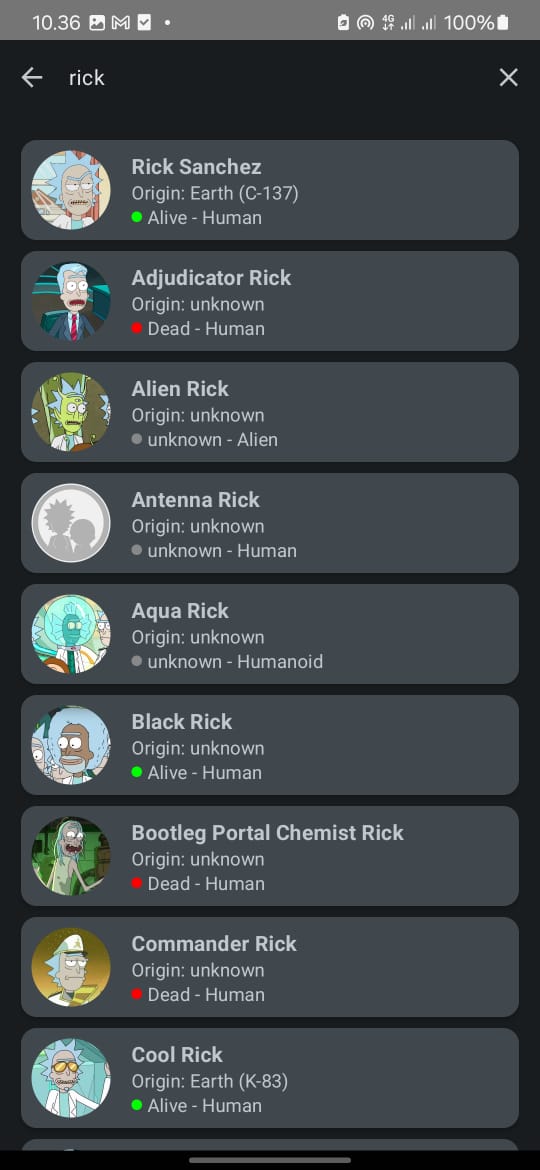 10.36
4G
100%
rick
Rick Sanchez
Origin: Earth (C-137)
Alive - Human
Adjudicator Rick
Origin: unknown
Dead - Human
Alien Rick
Origin: unknown
unknown - Alien
Antenna Rick
Origin: unknown
unknown - Human
Aqua Rick
Origin: unknown
unknown - Humanoid
Black Rick
Origin: unknown
Alive - Human
Bootleg Portal Chemist Rick
Origin: unknown
Dead - Human
Commander Rick
Origin: unknown
Dead - Human
Cool Rick
Origin: Earth (K-83)
Alive - Human